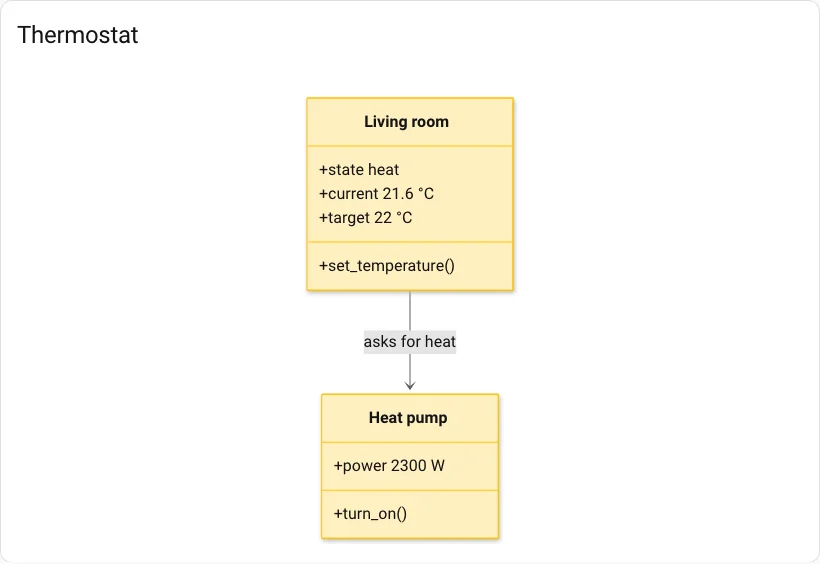 Thermostat
Living room
+state heat
+current 21.6 °C
+target 22 °C
+set_temperature()
asks for heat
Heat pump
+power 2300 W
+turn_on()